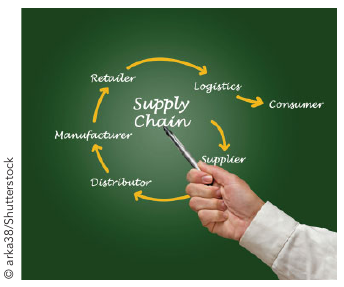 Retailer
Logistics
Consumer
Supply
Chain
Manufacturer
Supplier
Distributor
© arka38/Shutterstock